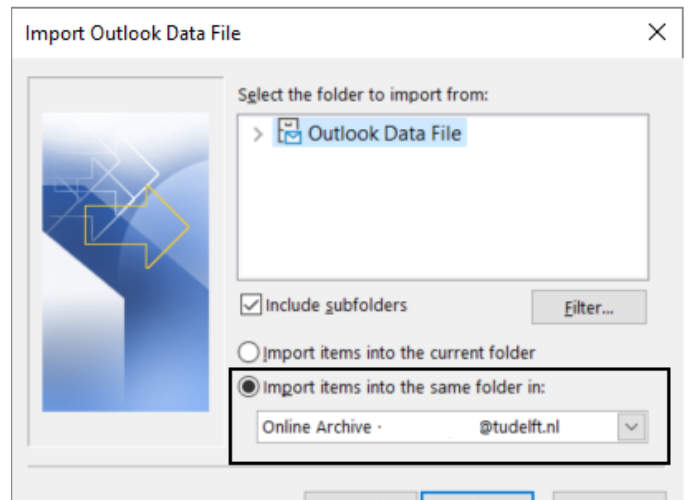 Import Outlook Data File
Select the folder to import from:
Outlook Data File
Include subfolders
Filter...
Import items into the current folder
Import items into the same folder in:
Online Archive - @tudelft.nl